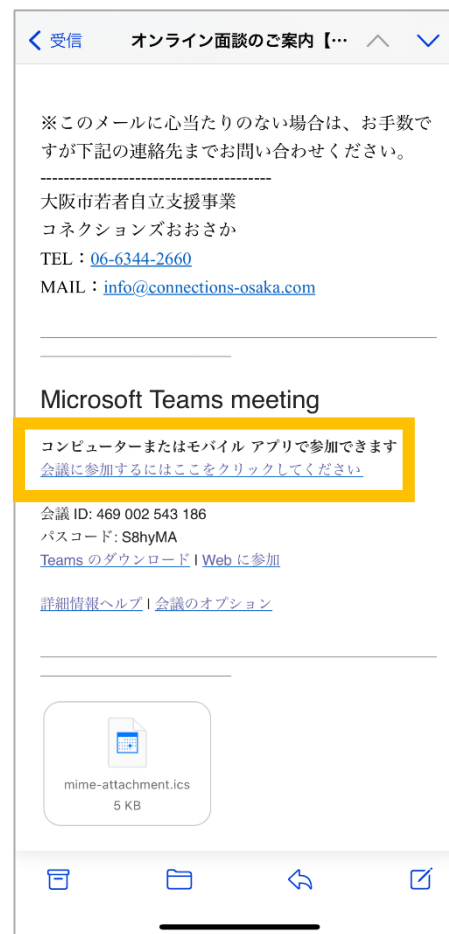 受信 オンライン面談のご案内【…
※このメールに心当たりのない場合は、お手数で
すが下記の連絡先までお問い合わせください。
-------------------------------------
大阪市若者自立支援事業
コネクションズおおさか
TEL：06-6344-2660
MAIL：info@connections-osaka.com
Microsoft Teams meeting
コンピューターまたはモバイル アプリで参加できます
会議に参加するにはここをクリックしてください
会議 ID: 469 002 543 186
パスコード: S8hyMA
Teams のダウンロード | Web に参加
詳細情報ヘルプ | 会議のオプション
mime-attachment.ics
5 KB